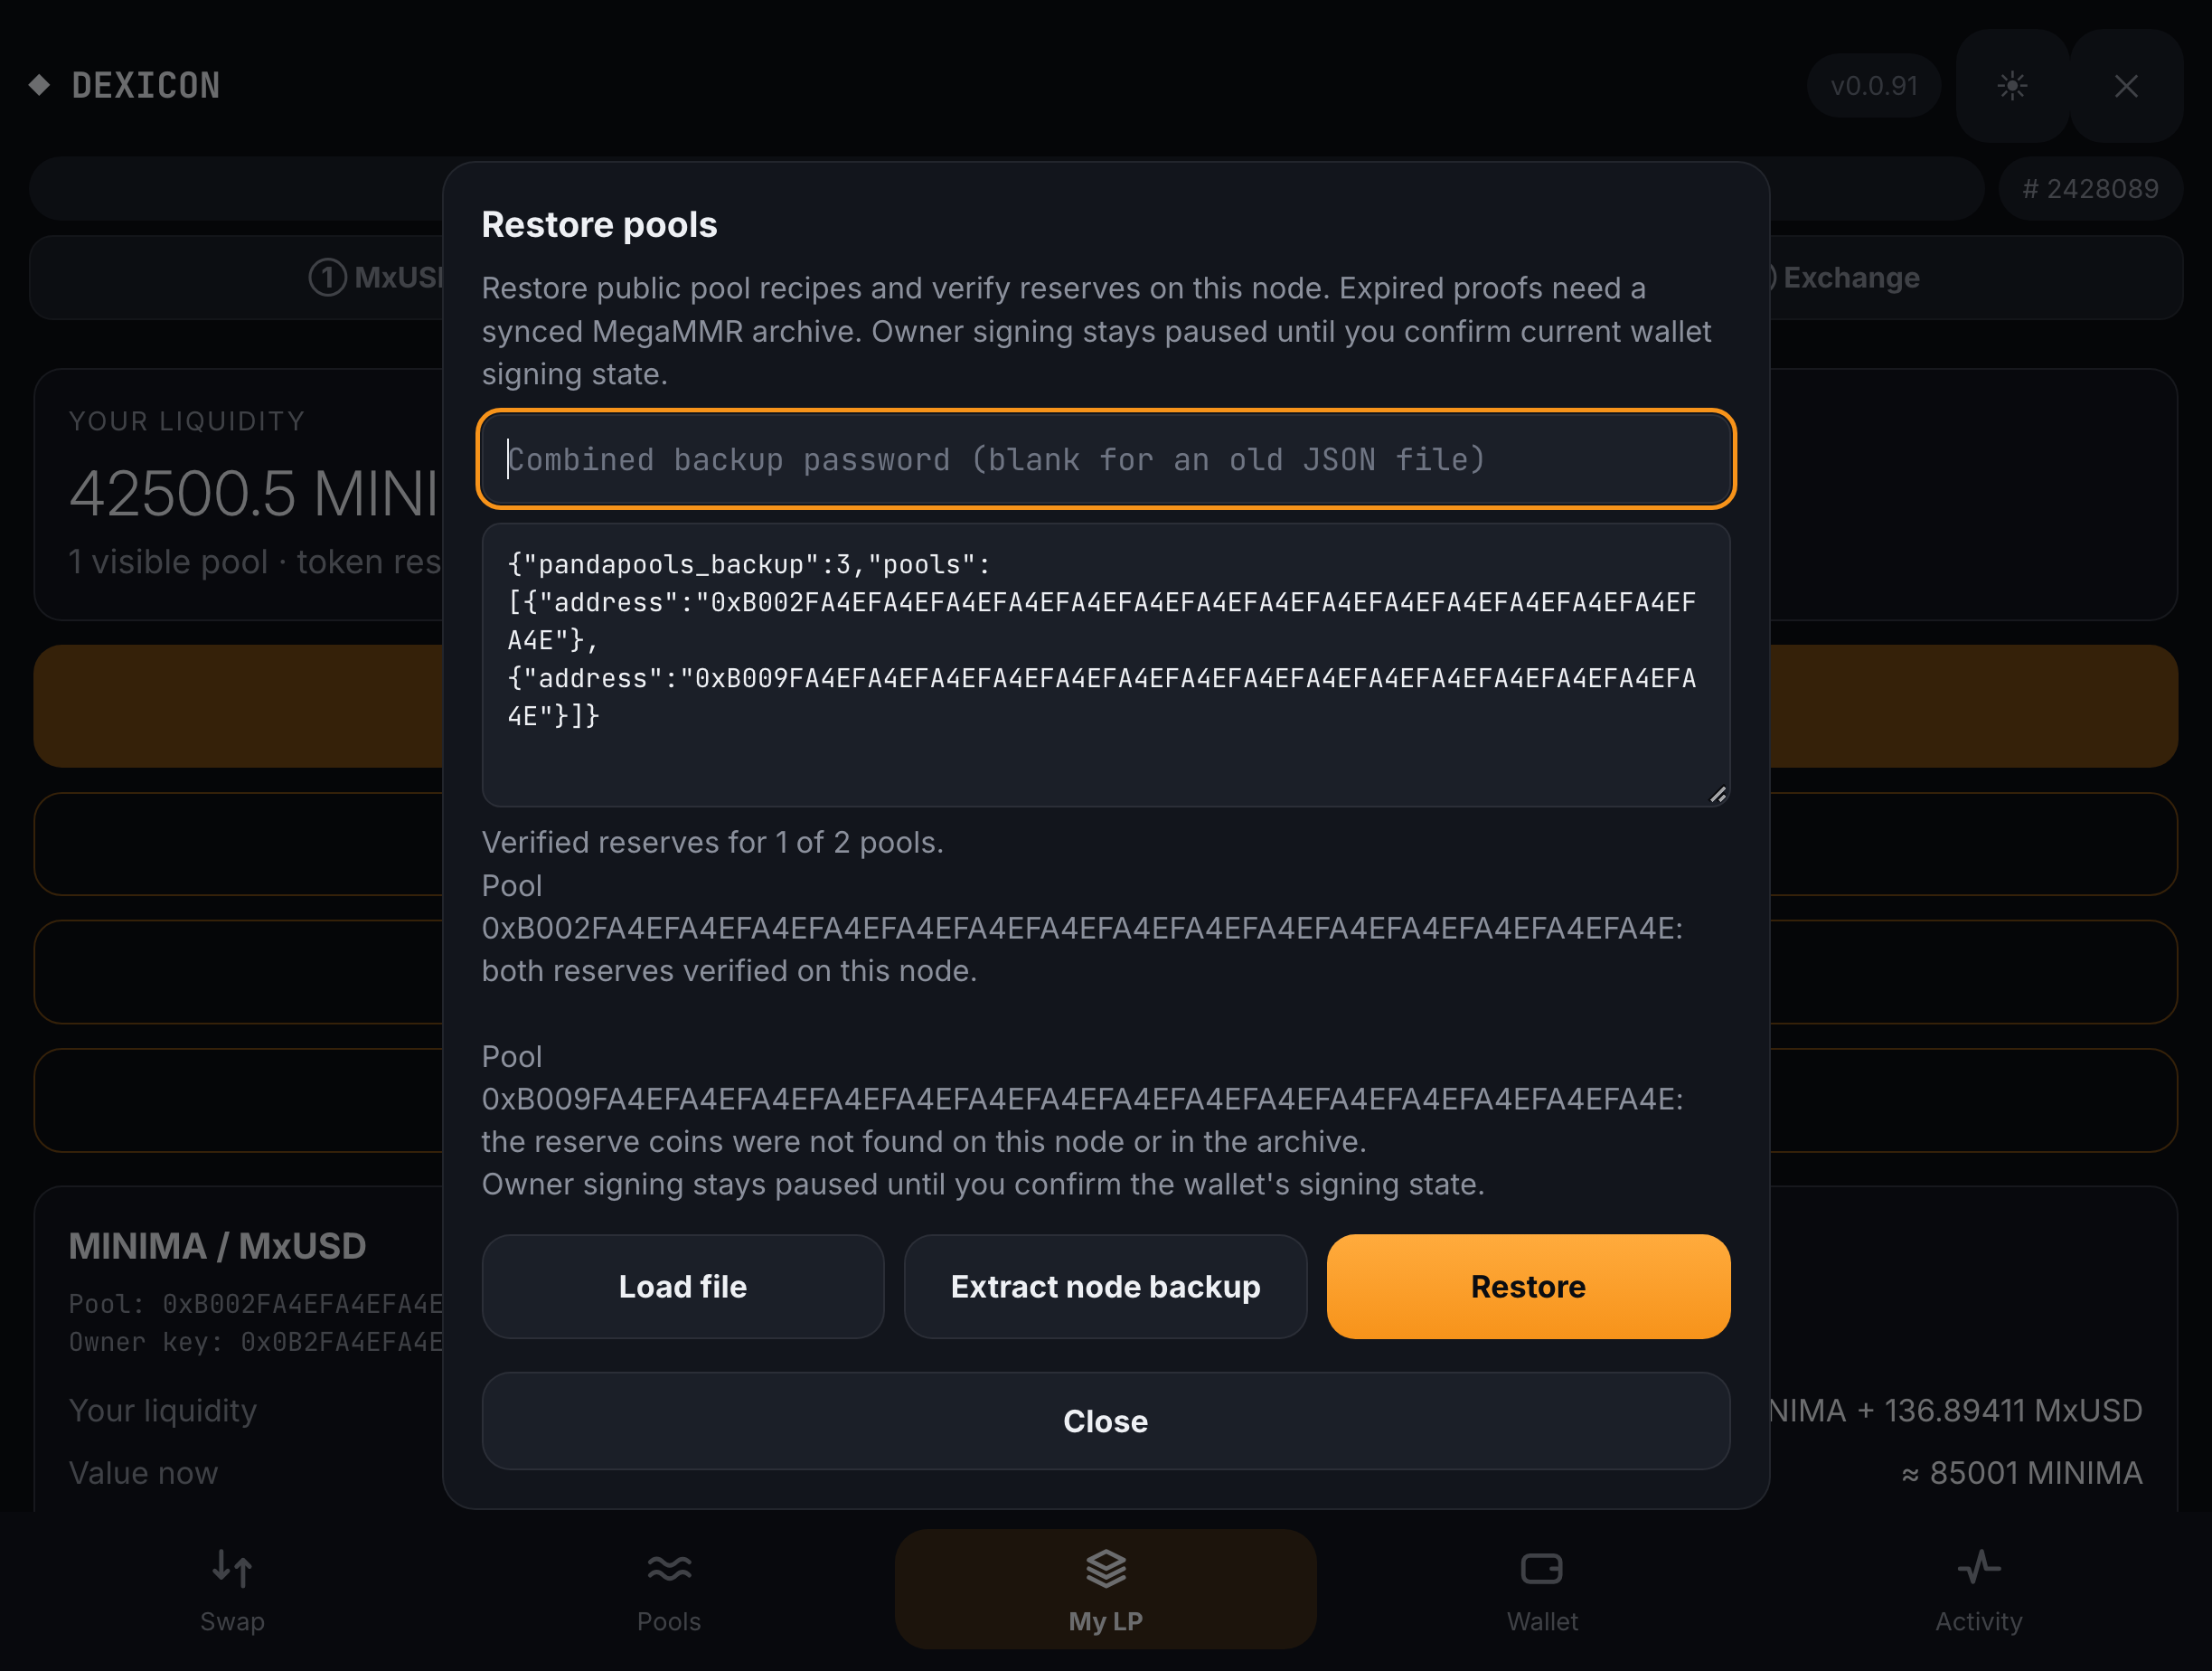 DEXICON
v0.0.91
# 2428089
1 MxUS
Exchange
YOUR LIQUIDITY
42500.5 MINI
1 visible pool · token res
Restore pools
Restore public pool recipes and verify reserves on this node. Expired proofs need a
synced MegaMMR archive. Owner signing stays paused until you confirm current wallet
signing state.
Combined backup password (blank for an old JSON file)
{"pandapools_backup":3,"pools":
[{"address":"0xB002FA4EFA4EFA4EFA4EFA4EFA4EFA4EFA4EFA4EFA4EFA4EFA4EFA4EFA4EFA4EF
A4E"},
{"address":"0xB009FA4EFA4EFA4EFA4EFA4EFA4EFA4EFA4EFA4EFA4EFA4EFA4EFA4EFA4EFA4EFA
4E"}]}
Verified reserves for 1 of 2 pools.
Pool
0xB002FA4EFA4EFA4EFA4EFA4EFA4EFA4EFA4EFA4EFA4EFA4EFA4EFA4EFA4EFA4EFA4E:
both reserves verified on this node.
Pool
0xB009FA4EFA4EFA4EFA4EFA4EFA4EFA4EFA4EFA4EFA4EFA4EFA4EFA4EFA4EFA4EFA4E:
the reserve coins were not found on this node or in the archive.
Owner signing stays paused until you confirm the wallet's signing state.
Load file
Extract node backup
Restore
Close
MINIMA / MxUSD
Pool: 0xB002FA4EFA4EFA4E
Owner key: 0x0B2FA4EFA4E
Your liquidity
NIMA + 136.89411 MxUSD
Value now
≈ 85001 MINIMA
Swap
Pools
My LP
Wallet
Activity